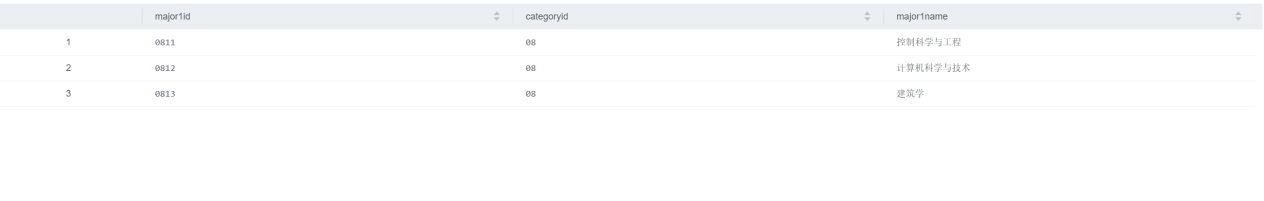 major1id categoryid major1name
1 0811 08 控制科学与工程
2 0812 08 计算机科学与技术
3 0813 08 建筑学